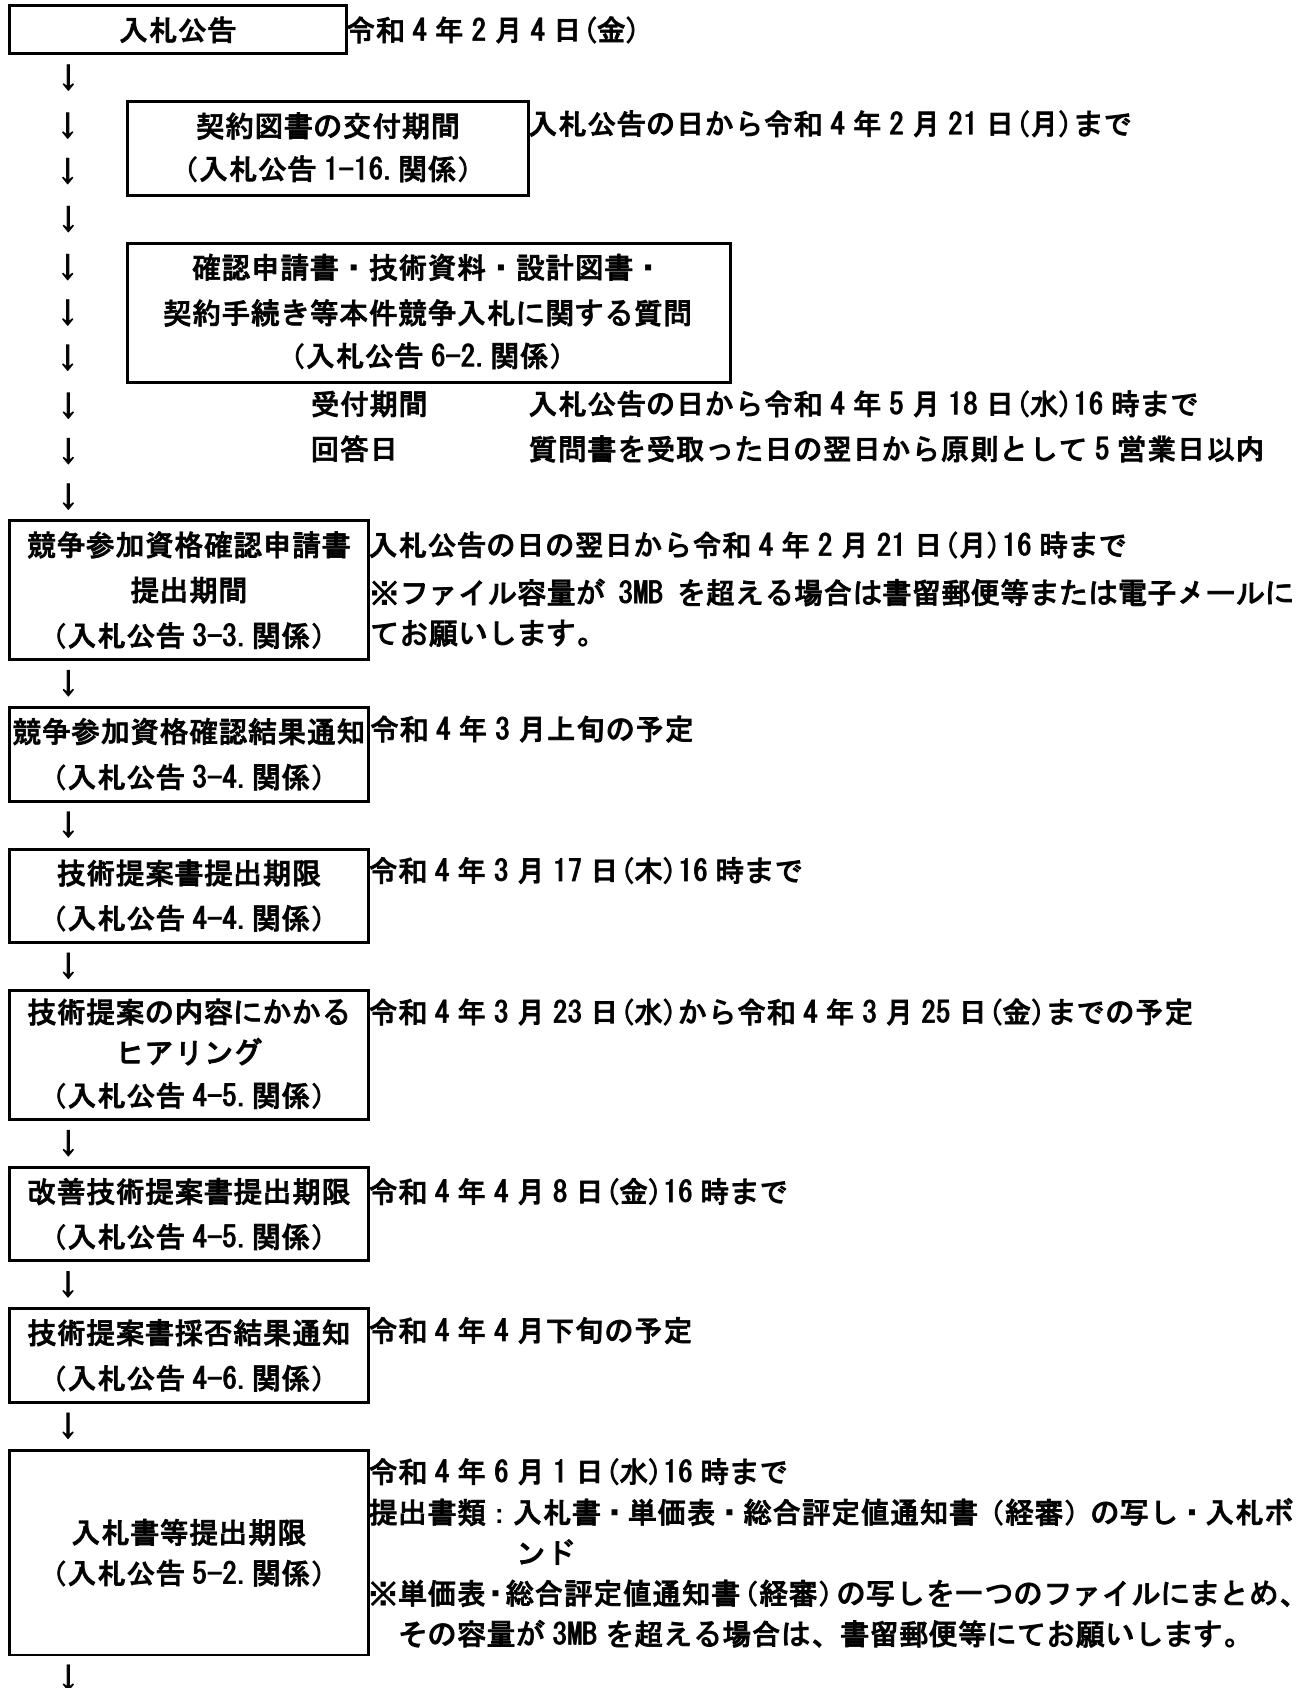 入札公告 令和4年2月4日(金)
↓
↓ 契約図書の交付期間 入札公告の日から令和4年2月21日(月)まで
↓ (入札公告1-16.関係)
↓
↓ 確認申請書・技術資料・設計図書・
↓ 契約手続き等本件競争入札に関する質問
↓ (入札公告6-2.関係)
↓ 受付期間 入札公告の日から令和4年5月18日(水)16時まで
↓ 回答日 質問書を受取った日の翌日から原則として5営業日以内
↓
競争参加資格確認申請書 入札公告の日の翌日から令和4年2月21日(月)16時まで
提出期間 ※ファイル容量が 3MB を超える場合は書留郵便等または電子メールに
(入札公告3-3.関係) てお願いします。
↓
競争参加資格確認結果通知 令和4年3月上旬の予定
(入札公告3-4.関係)
↓
技術提案書提出期限 令和4年3月17日(木)16時まで
(入札公告4-4.関係)
↓
技術提案の内容にかかる 令和4年3月23日(水)から令和4年3月25日(金)までの予定
ヒアリング
(入札公告4-5.関係)
↓
改善技術提案書提出期限 令和4年4月8日(金)16時まで
(入札公告4-5.関係)
↓
技術提案書採否結果通知 令和4年4月下旬の予定
(入札公告4-6.関係)
↓
入札書等提出期限
(入札公告5-2.関係)
令和4年6月1日(水)16時まで
提出書類：入札書・単価表・総合評定値通知書（経審）の写し・入札ボ
ンド
※単価表・総合評定値通知書(経審)の写しを一つのファイルにまとめ、
その容量が3MBを超える場合は、書留郵便等にてお願いします。
↓